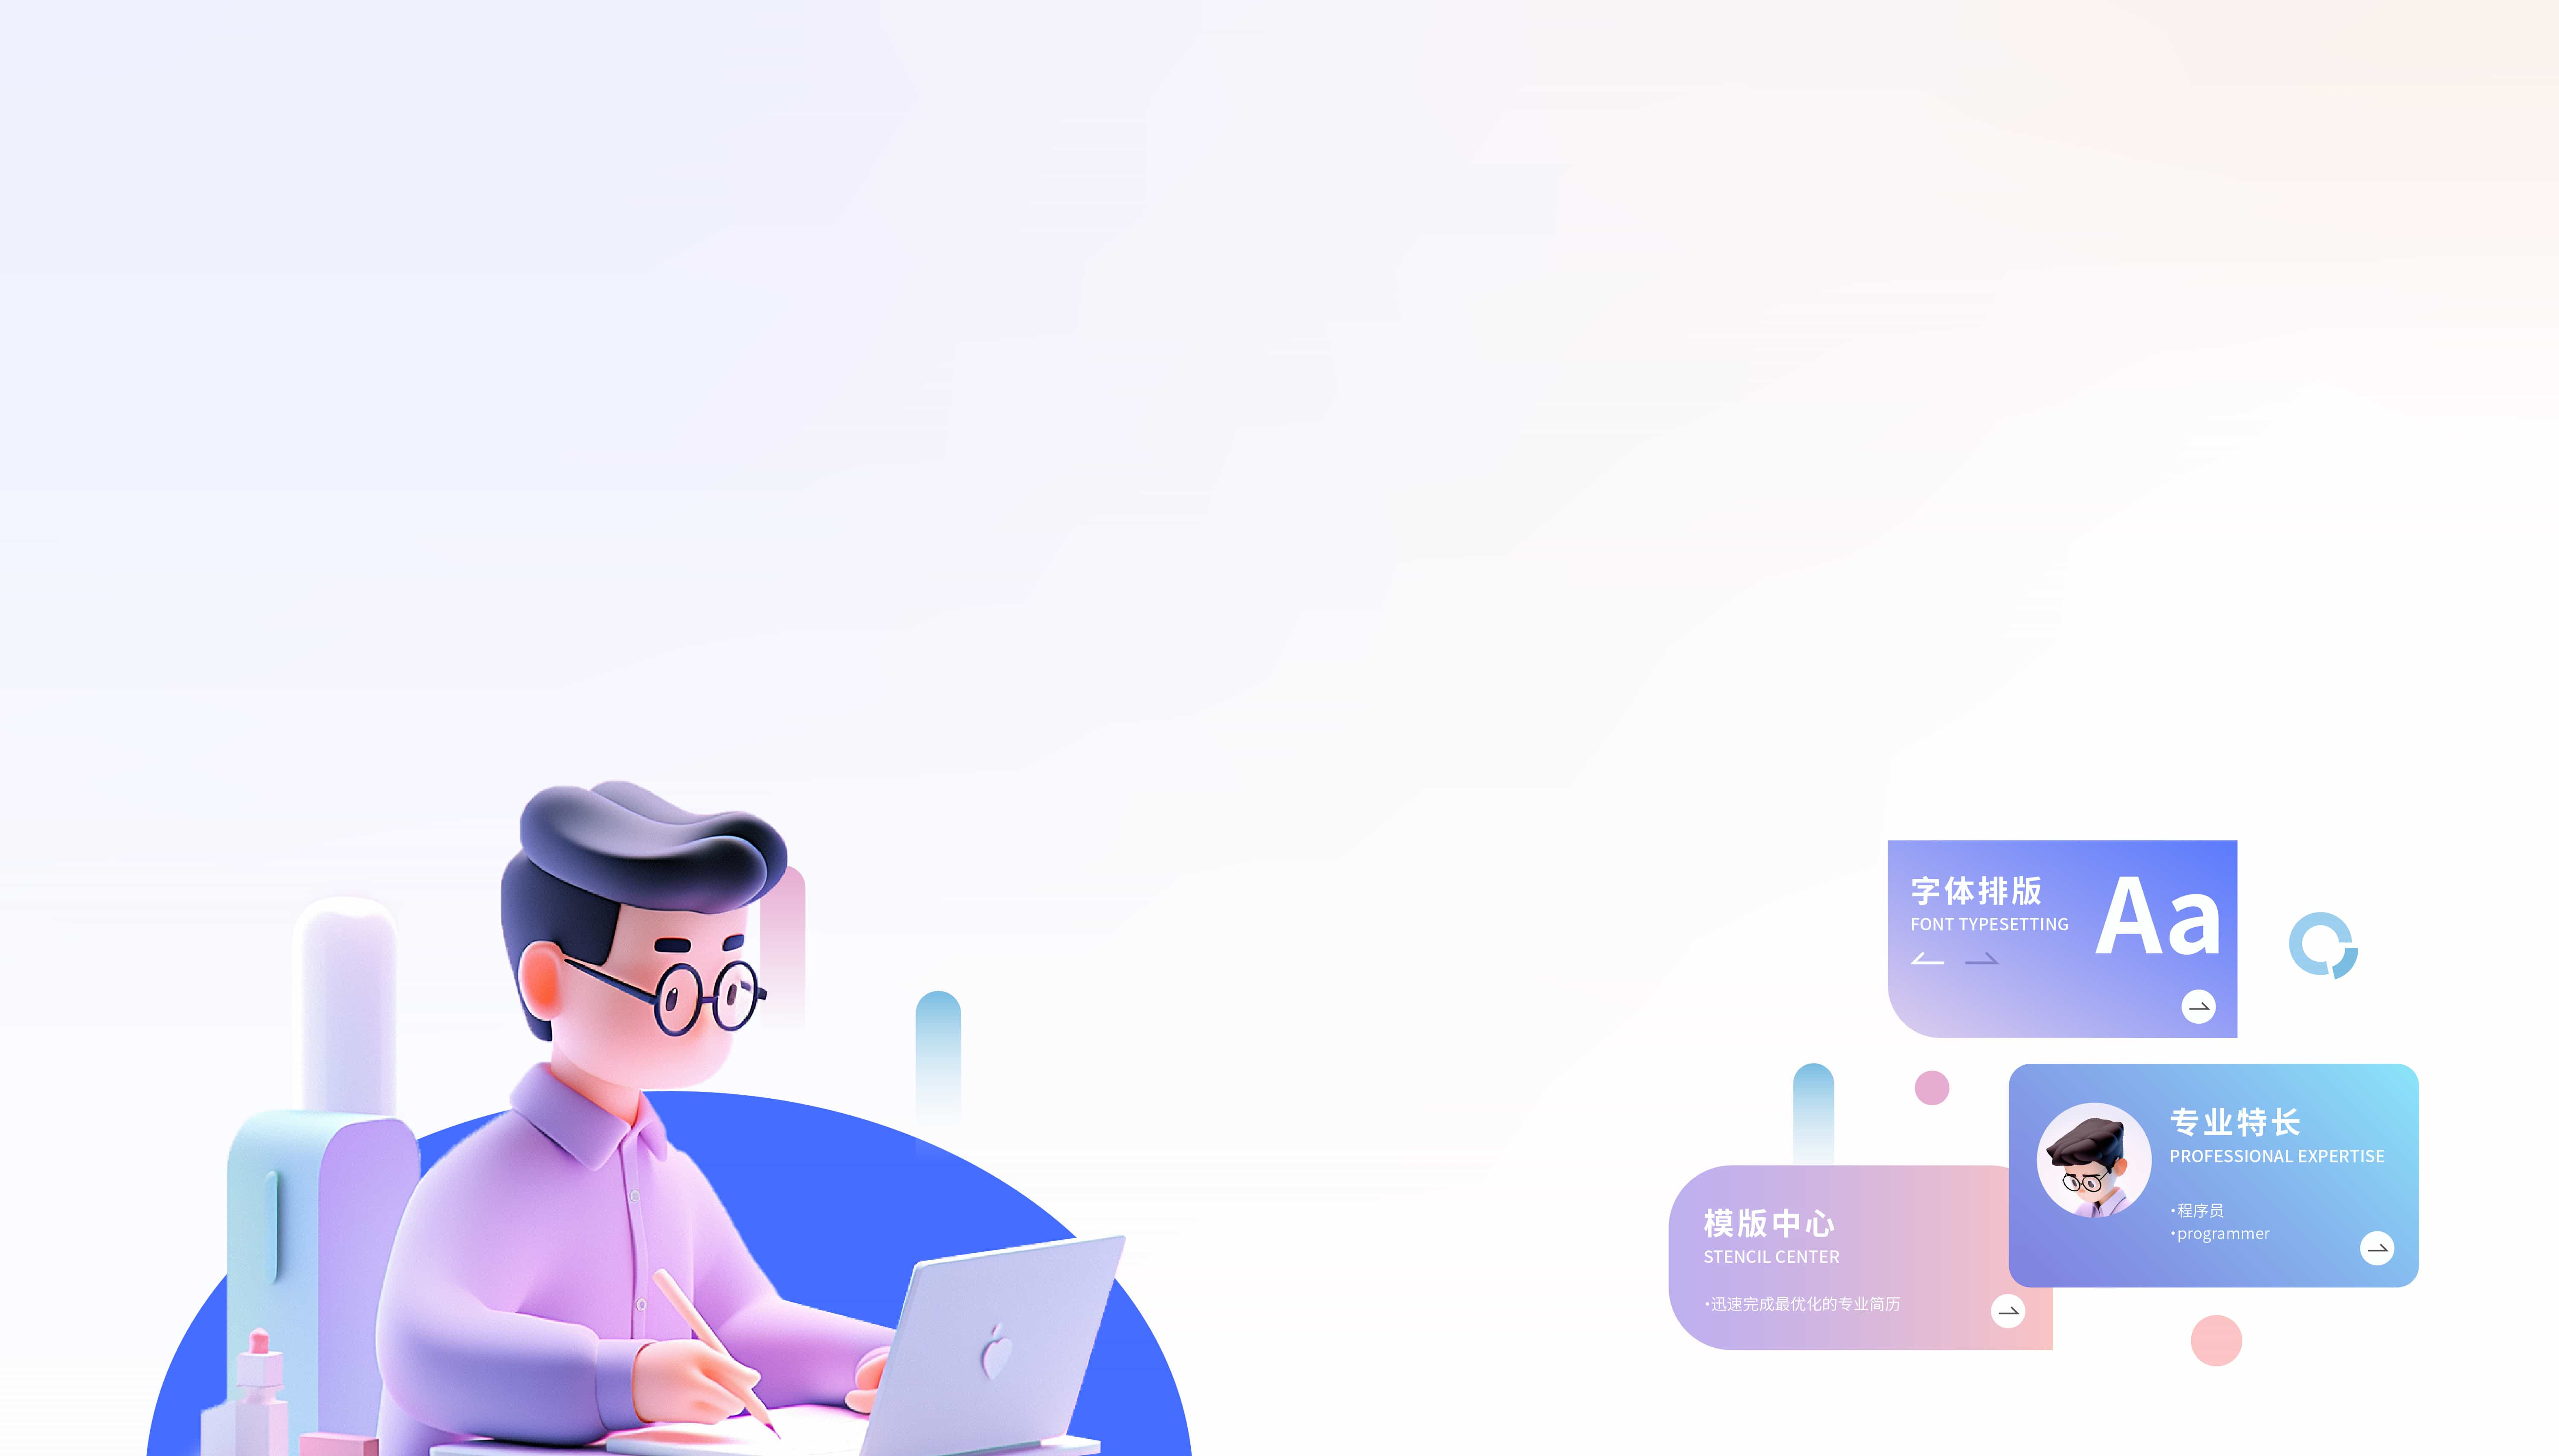 字体排版
FONT TYPESETTING
Aa
专业特长
PROFESSIONAL EXPERTISE
•程序员
•programmer
模版中心
STENCIL CENTER
•迅速完成最优化的专业简历